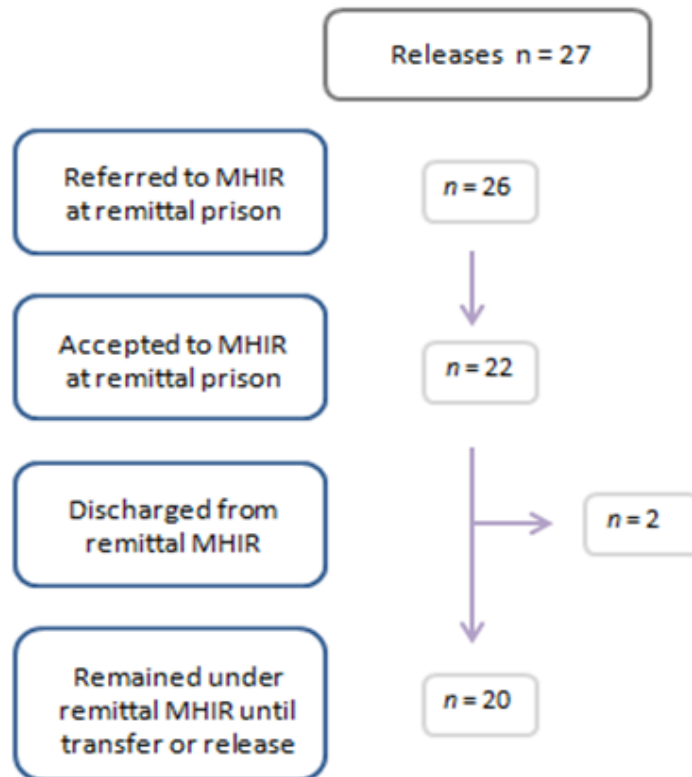 Releases n = 27
Referred to MHIR
at remittal prison
n = 26
Accepted to MHIR
at remittal prison
n = 22
Discharged from
remittal MHIR
n = 2
Remained under
remittal MHIR until
transfer or release
n = 20